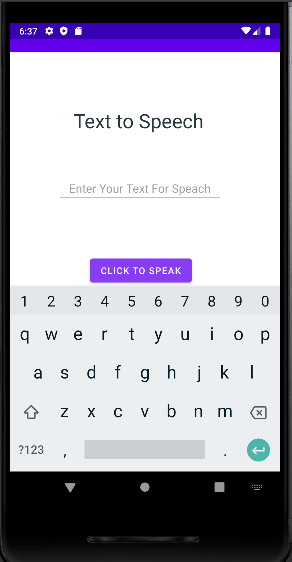 6:37
Text to Speech
Enter Your Text For Speach
CLICK TO SPEAK
1 2 3 4 5 6 7 8 9 0
q w e r t y u i o p
a s d f g h j k l
z x c v b n m
?123 , .